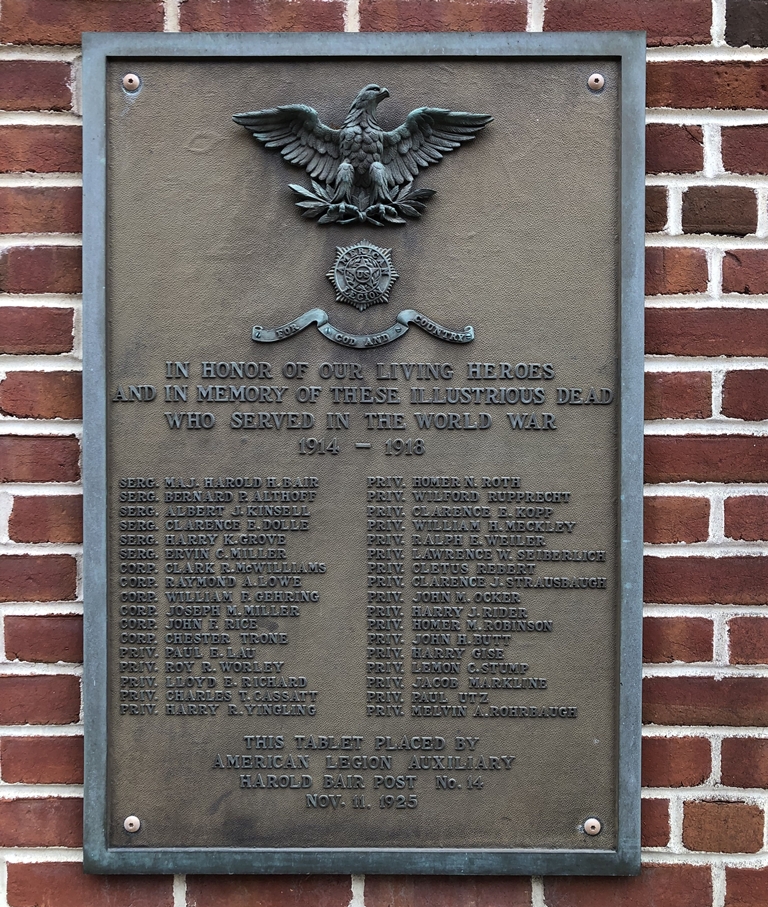 AMERICAN
US
LEGION
FOR GOD AND COUNTRY
IN HONOR OF OUR LIVING HEROES
AND IN MEMORY OF THESE ILLUSTRIOUS DEAD
WHO SERVED IN THE WORLD WAR
1914 — 1918
SERG. MAJ. HAROLD H. BAIR
SERG. BERNARD P. ALTHOFF
SERG. ALBERT J. KINSELL
SERG. CLARENCE E. DOLLE
SERG. HARRY K. GROVE
SERG. ERVIN C. MILLER
CORP. CLARK R. McWILLIAMS
CORP. RAYMOND A. LOWE
CORP. WILLIAM F. GEHRING
CORP. JOSEPH M. MILLER
CORP. JOHN F. RICE
CORP. CHESTER TRONE
PRIV. PAUL E. LAU
PRIV. ROY R. WORLEY
PRIV. LLOYD E. RICHARD
PRIV. CHARLES T. CASSATT
PRIV. HARRY R. YINGLING
PRIV. HOMER N. ROTH
PRIV. WILFORD RUPPRECHT
PRIV. CLARENCE E. KOPP
PRIV. WILLIAM H. MECKLEY
PRIV. RALPH E. WEILER
PRIV. LAWRENCE W. SEIBERLICH
PRIV. CLETUS REBERT
PRIV. CLARENCE J. STRAUSBAUGH
PRIV. JOHN M. OCKER
PRIV. HARRY J. RIDER
PRIV. HOMER M. ROBINSON
PRIV. JOHN H. BUTT
PRIV. HARRY GISE
PRIV. LEMON C. STUMP
PRIV. JACOB MARKLINE
PRIV. PAUL UTZ
PRIV. MELVIN A. ROHRBAUGH
THIS TABLET PLACED BY
AMERICAN LEGION AUXILIARY
HAROLD BAIR POST No. 14
NOV. 11, 1925